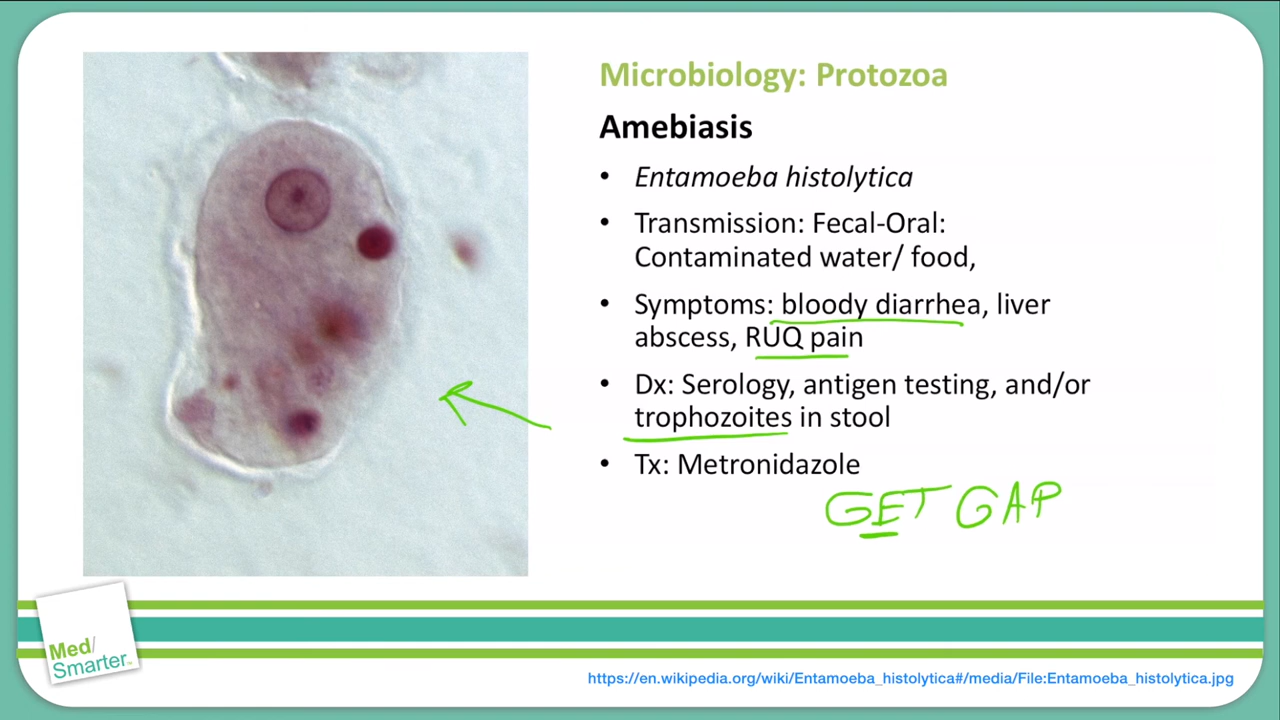 Microbiology: Protozoa
Amebiasis
• Entamoeba histolytica
• Transmission: Fecal-Oral:
Contaminated water/ food,
• Symptoms: bloody diarrhea, liver
abscess, RUQ pain
• Dx: Serology, antigen testing, and/or
trophozoites in stool
• Tx: Metronidazole
GET GAP
Med/
Smarter™
https://en.wikipedia.org/wiki/Entamoeba_histolytica#/media/File:Entamoeba_histolytica.jpg